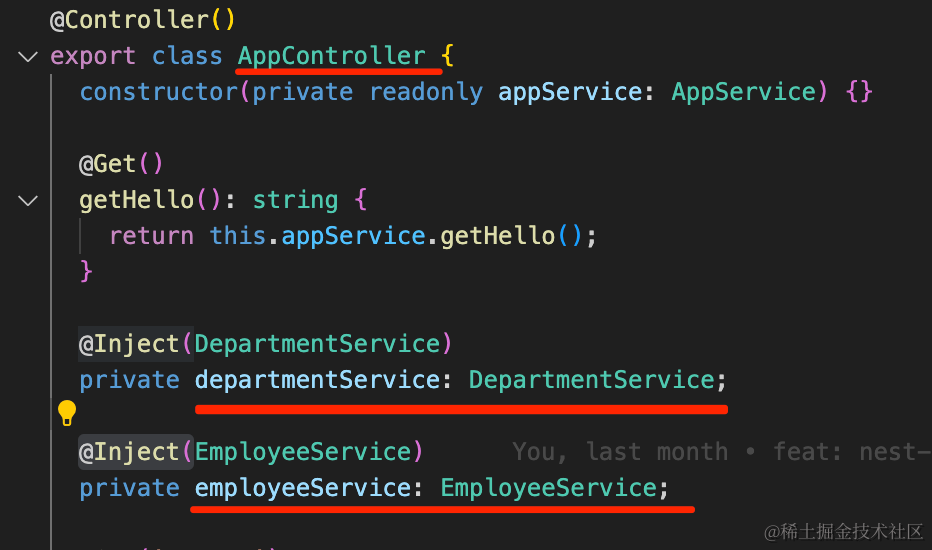 @Controller()
export class AppController {
constructor(private readonly appService: AppService) {}
@Get()
getHello(): string {
return this.appService.getHello();
}
@Inject(DepartmentService)
private departmentService: DepartmentService;
@Inject(EmployeeService) You, last month • feat: nest-
private employeeService: EmployeeService;
@稀土掘金技术社区